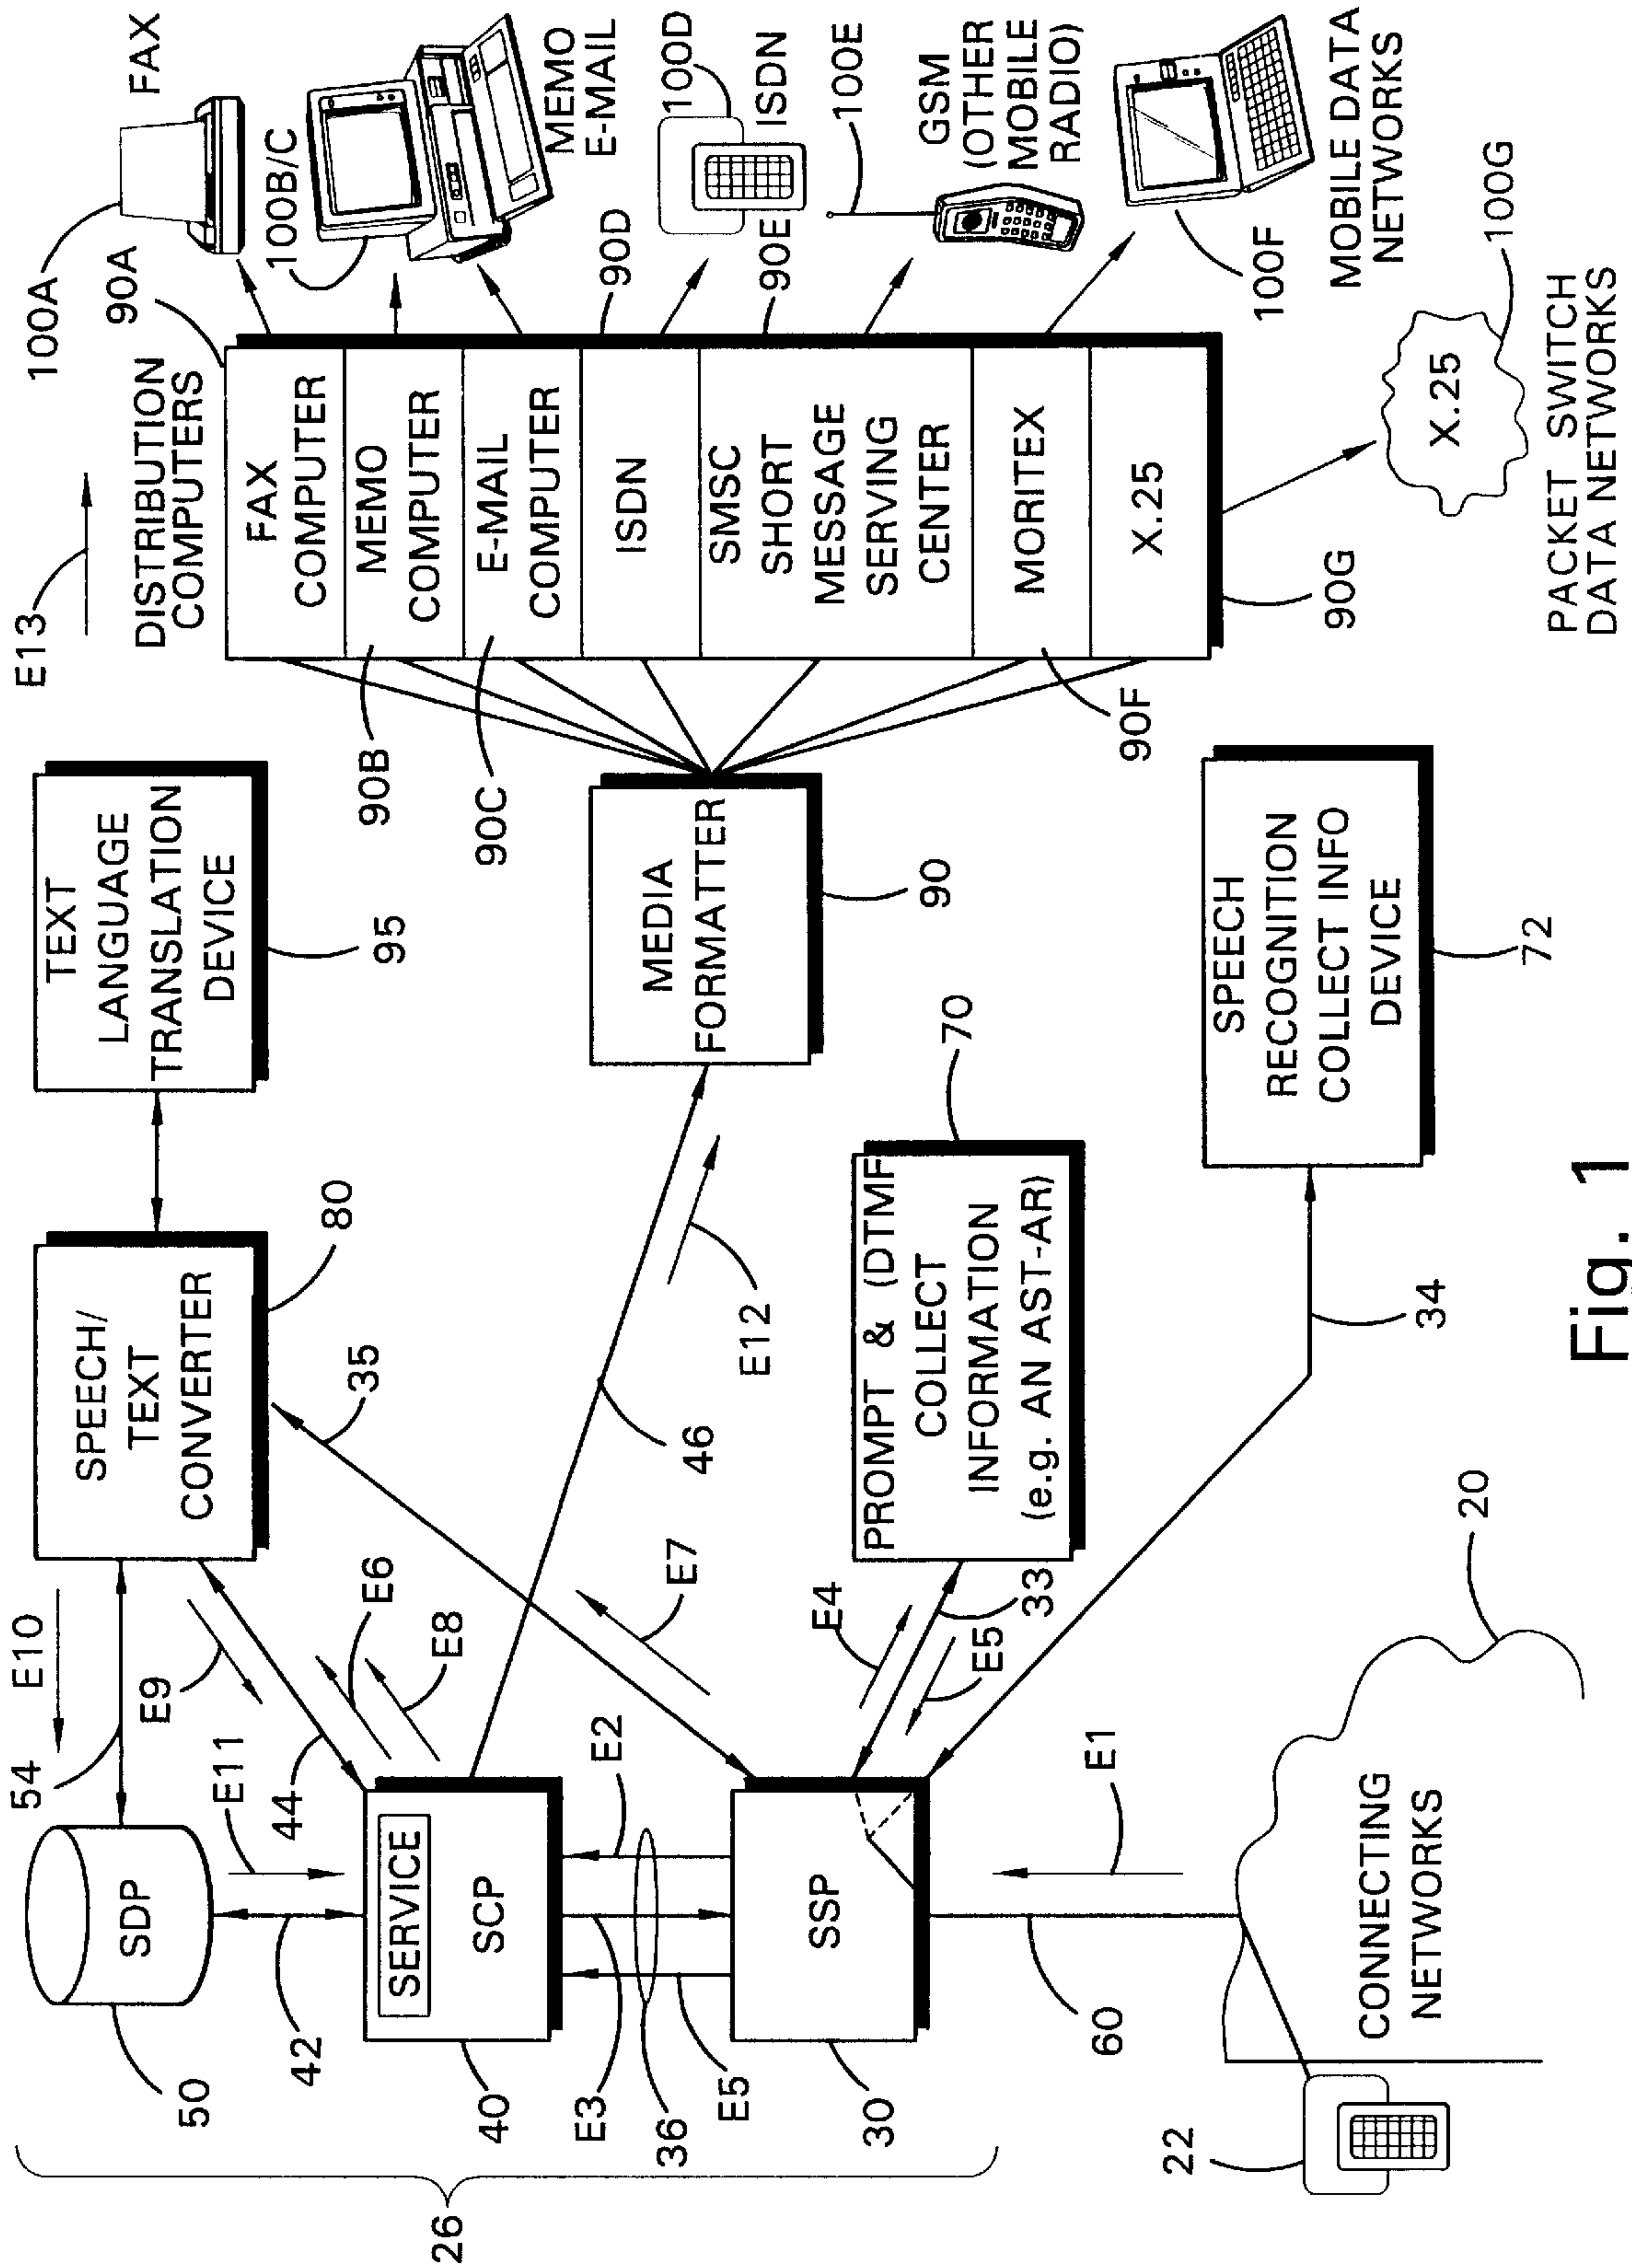 E13
100A
FAX
DISTRIBUTION
COMPUTERS
90A
100B/C
MEMO
E-MAIL
FAX
COMPUTER
MEMO
COMPUTER
E-MAIL
COMPUTER
ISDN
SMSC
SHORT
MESSAGE
SERVING
CENTER
MORITEX
X.25
90B
90C
90D
90E
90F
90G
100D
ISDN
100E
GSM
(OTHER
MOBILE
RADIO)
100F
MOBILE DATA
NETWORKS
X.25
100G
PACKET SWITCH
DATA NETWORKS
TEXT
LANGUAGE
TRANSLATION
DEVICE
95
SPEECH/
TEXT
CONVERTER
80
35
MEDIA
FORMATTER
90
E12
46
54
E10
E9
E6
E8
E7
E11
44
SDP
50
42
SERVICE
SCP
40
E2
E3
36
E5
SSP
30
26
PROMPT & (DTMF
COLLECT
INFORMATION
(e.g. AN AST-AR)
70
E4
33
E5
SPEECH
RECOGNITION
COLLECT INFO
DEVICE
72
34
E1
60
20
CONNECTING
NETWORKS
22
Fig. 1